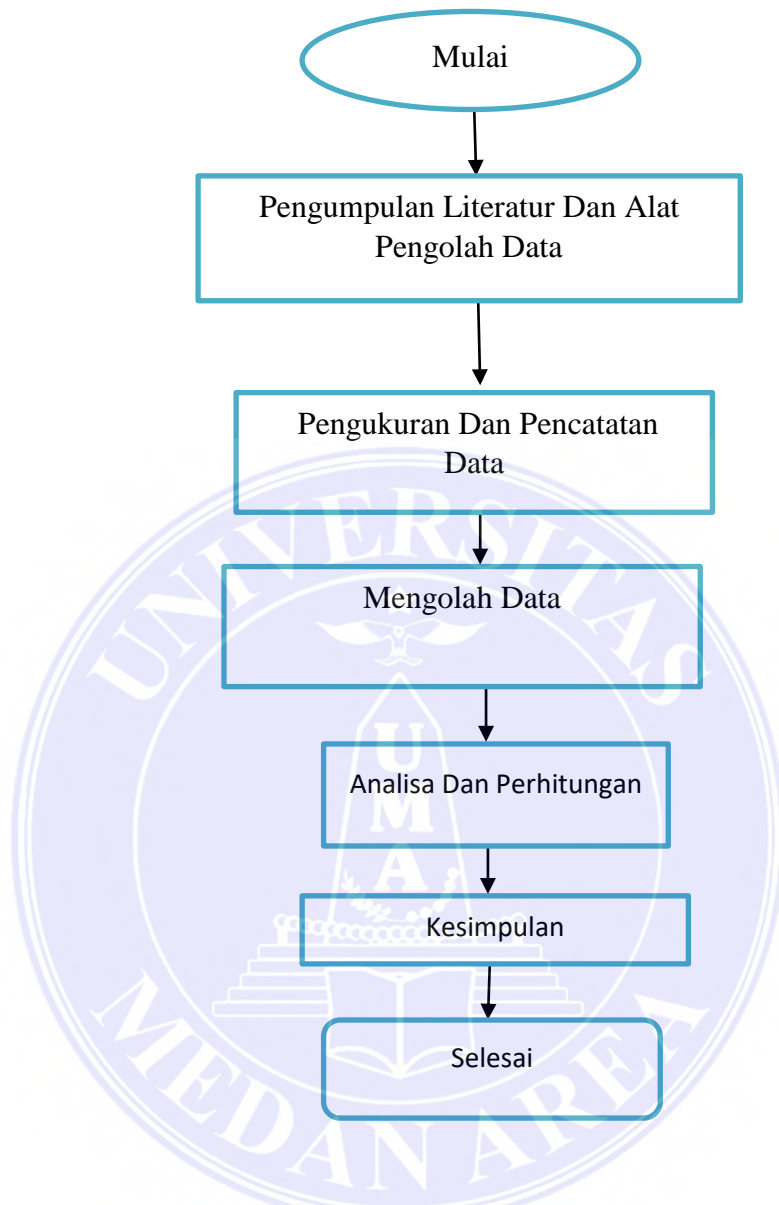 Mulai
Pengumpulan Literatur Dan Alat
Pengolah Data
Pengukuran Dan Pencatatan
Data
UNIVERSITAS
Mengolah Data
UMA
Analisa Dan Perhitungan
Kesimpulan
Selesai
MEDAN AREA